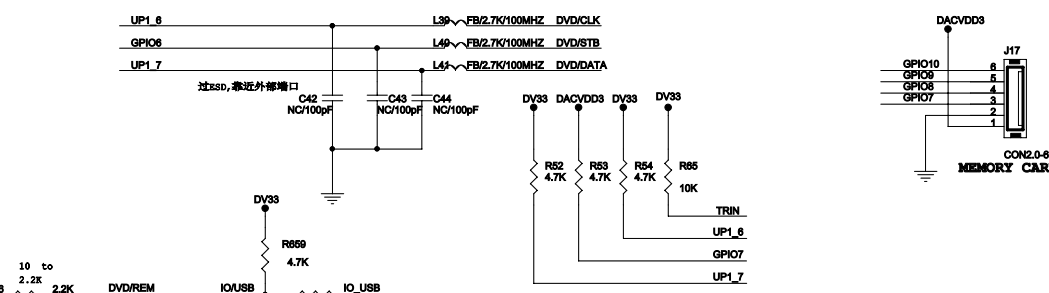 UP1_6 L39 FB/2.7K/100MHZ DVD/CLK
GPIO6 L40 FB/2.7K/100MHZ DVD/STB
UP1_7 L41 FB/2.7K/100MHZ DVD/DATA
过ESD,靠近外部端口
C42 C43 C44
NC/100pF NC/100pF NC/100pF
DACVDD3
J17
GPIO10 6
GPIO9 5
GPIO8 4
GPIO7 3
2
1
CON2.0-6
MEMORY CAR
DV33 DACVDD3 DV33 DV33
R52 R53 R54 R65
4.7K 4.7K 4.7K 10K
TRIN
UP1_6
GPIO7
UP1_7
DV33
R659
4.7K
10 to
2.2K
2.2K DVD/REM IO/USB IO_USB